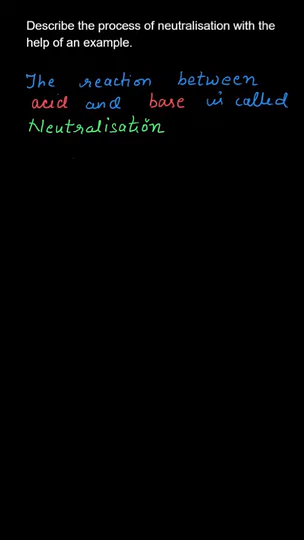 Describe the process of neutralisation with the
help of an example.
The reaction between
acid and base is called
Neutralisation